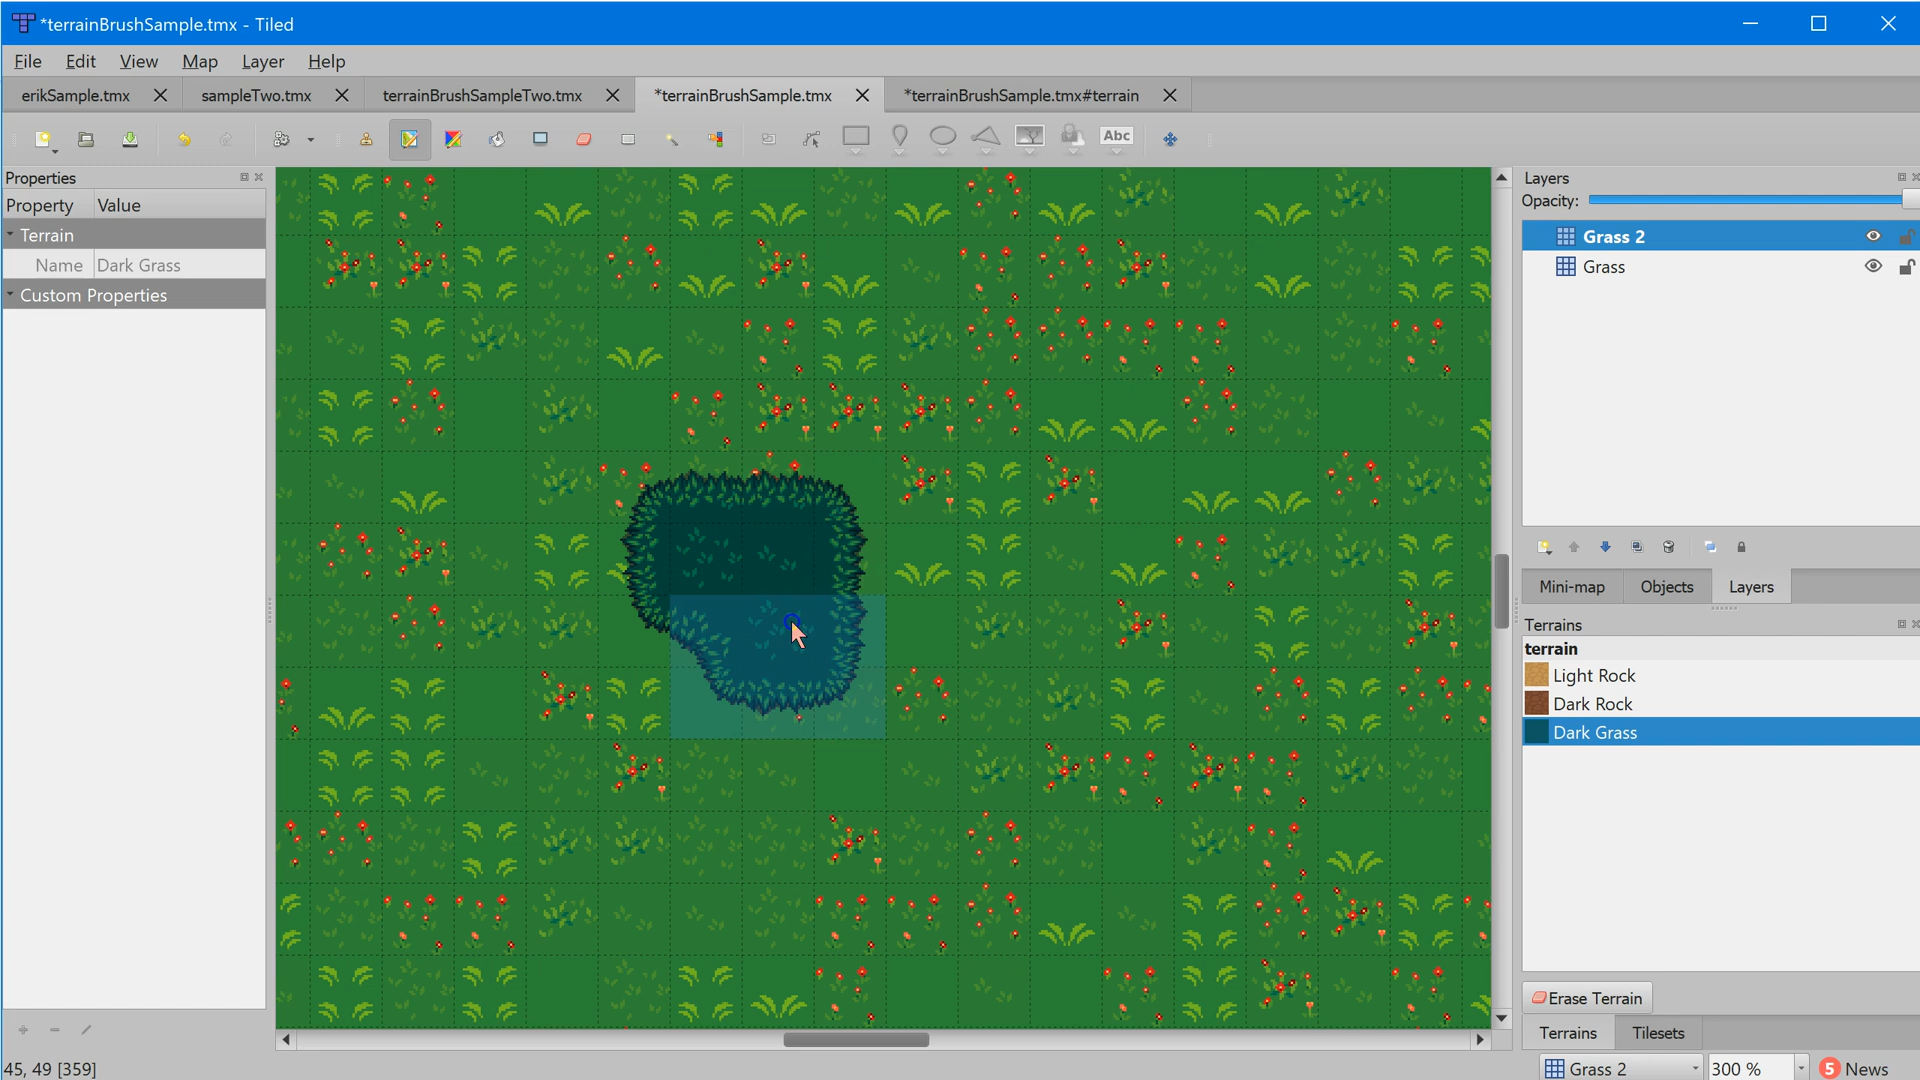 *terrainBrushSample.tmx - Tiled
File Edit View Map Layer Help
erikSample.tmx sampleTwo.tmx terrainBrushSampleTwo.tmx *terrainBrushSample.tmx *terrainBrushSample.tmx#terrain
Abc
Properties
Property Value
Terrain
Name Dark Grass
Custom Properties
Layers
Opacity:
Grass 2
Grass
Mini-map Objects Layers
Terrains
terrain
Light Rock
Dark Rock
Dark Grass
Erase Terrain
Terrains Tilesets
45, 49 [359]
Grass 2 300 % 5 News